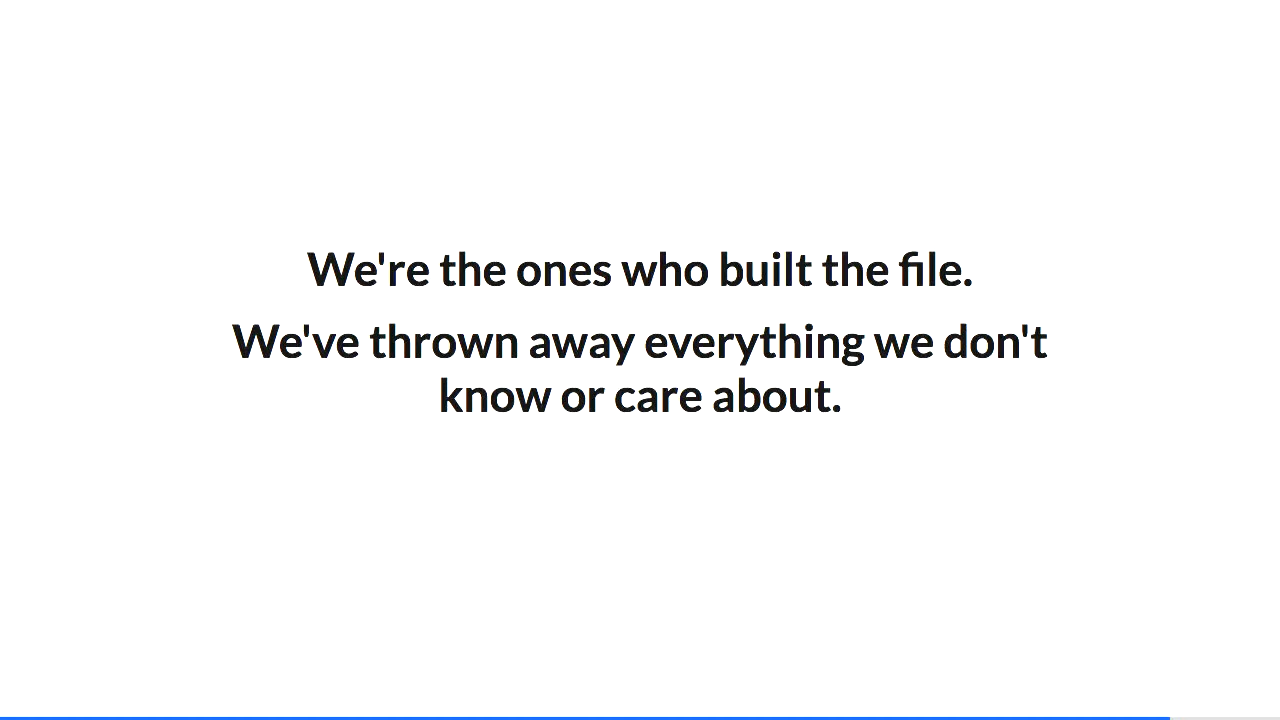 We're the ones who built the file.
We've thrown away everything we don't
know or care about.